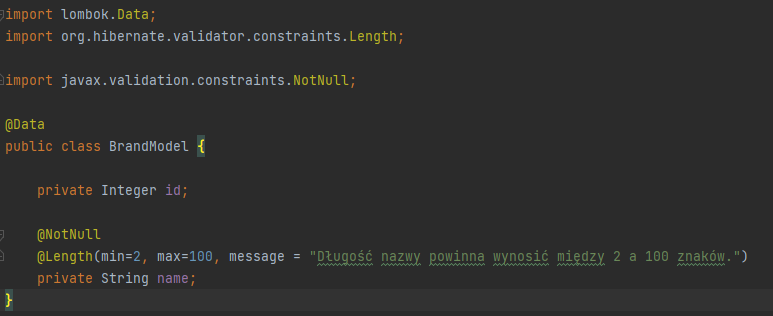 import lombok.Data;
import org.hibernate.validator.constraints.Length;
import javax.validation.constraints.NotNull;
@Data
public class BrandModel {
private Integer id;
@NotNull
@Length(min=2, max=100, message = "Długość nazwy powinna wynosić między 2 a 100 znaków.")
private String name;
}